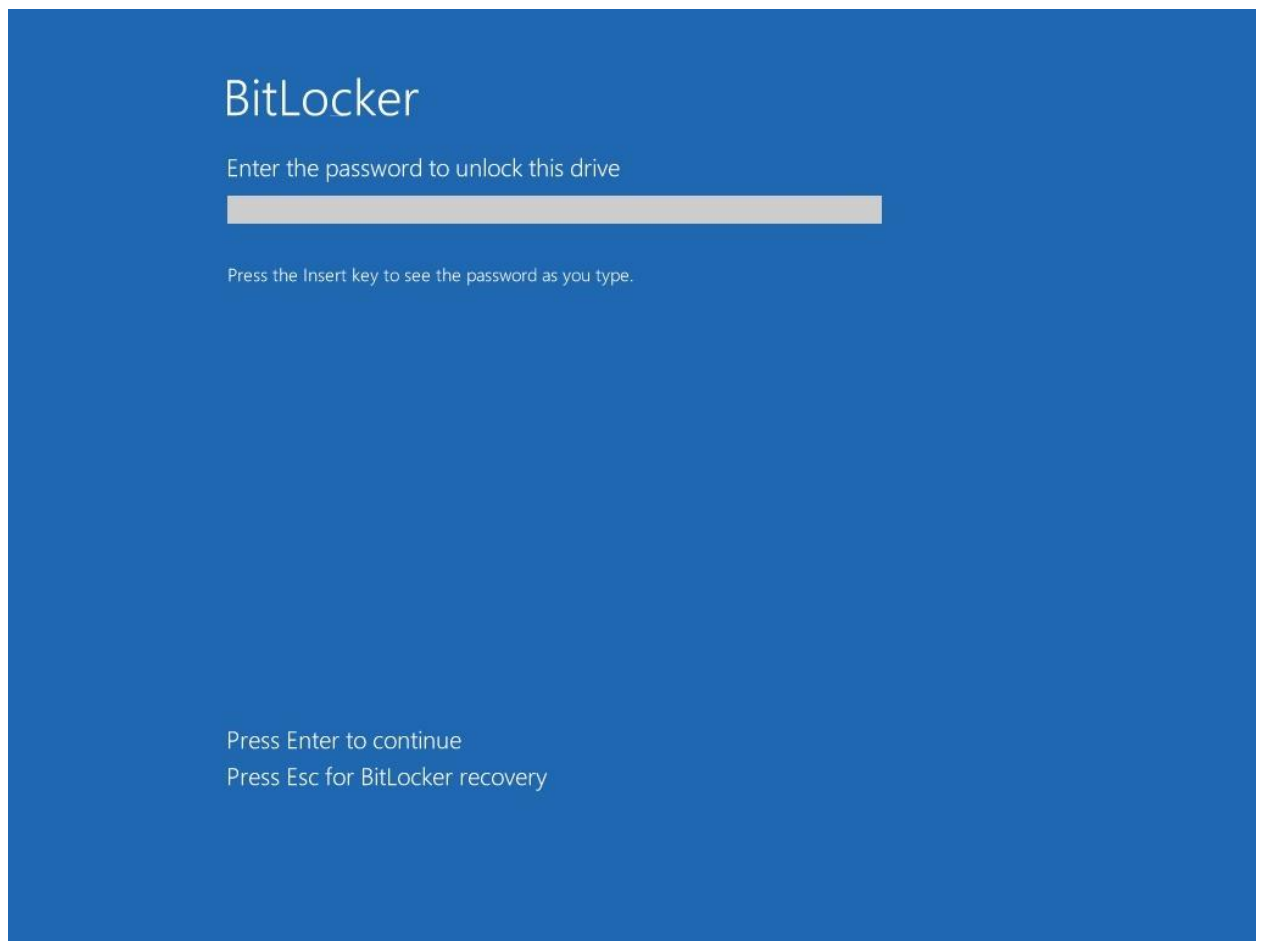 BitLocker
Enter the password to unlock this drive
Press the Insert key to see the password as you type.
Press Enter to continue
Press Esc for BitLocker recovery